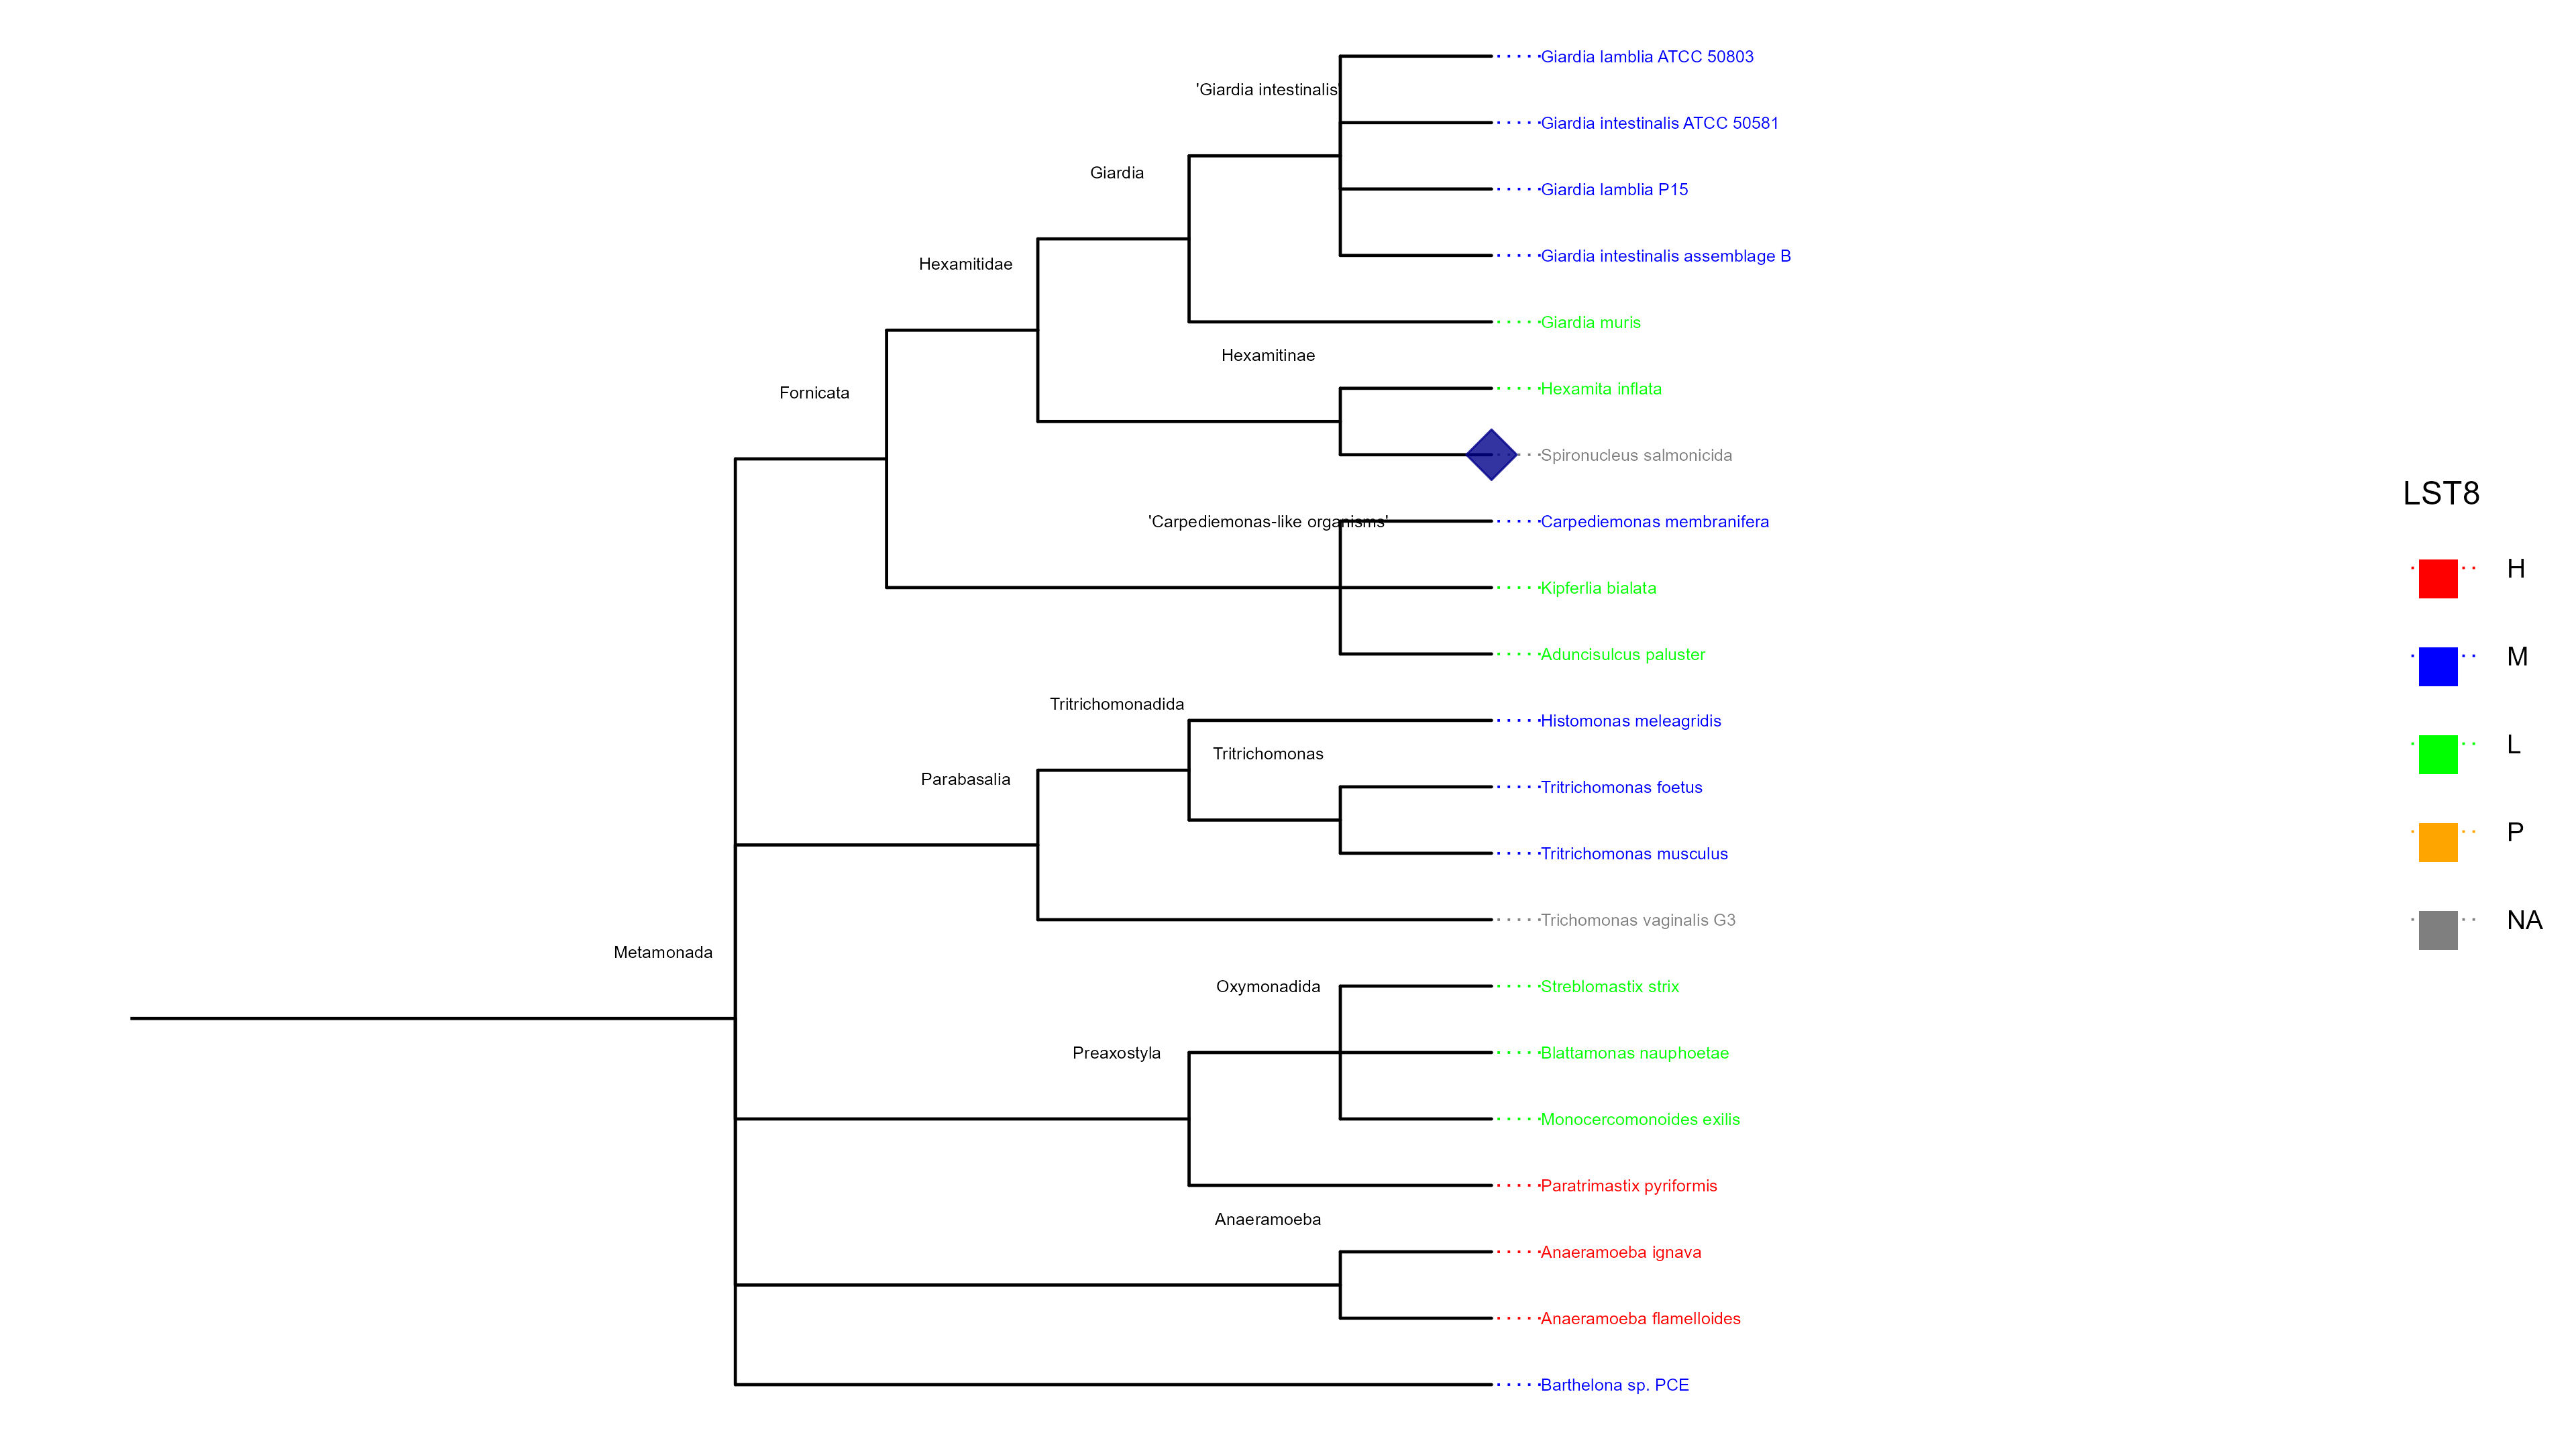 Giardia lamblia ATCC 50803
'Giardia intestinalis'
Giardia intestinalis ATCC 50581
Giardia
Giardia lamblia P15
Hexamitidae
Giardia intestinalis assemblage B
Giardia muris
Hexamitinae
Fornicata
Hexamita inflata
Spironucleus salmonicida
'Carpediemonas-like organisms'
Carpediemonas membranifera
Kipferlia bialata
Aduncisulcus paluster
Tritrichomonadida
Histomonas meleagridis
Tritrichomonas
Parabasalia
Tritrichomonas foetus
Tritrichomonas musculus
Trichomonas vaginalis G3
Metamonada
Oxymonadida
Streblomastix strix
Preaxostyla
Blattamonas nauphoetae
Monocercomonoides exilis
Paratrimastix pyriformis
Anaeramoeba
Anaeramoeba ignava
Anaeramoeba flamelloides
Barthelona sp. PCE
LST8
H
M
L
P
NA